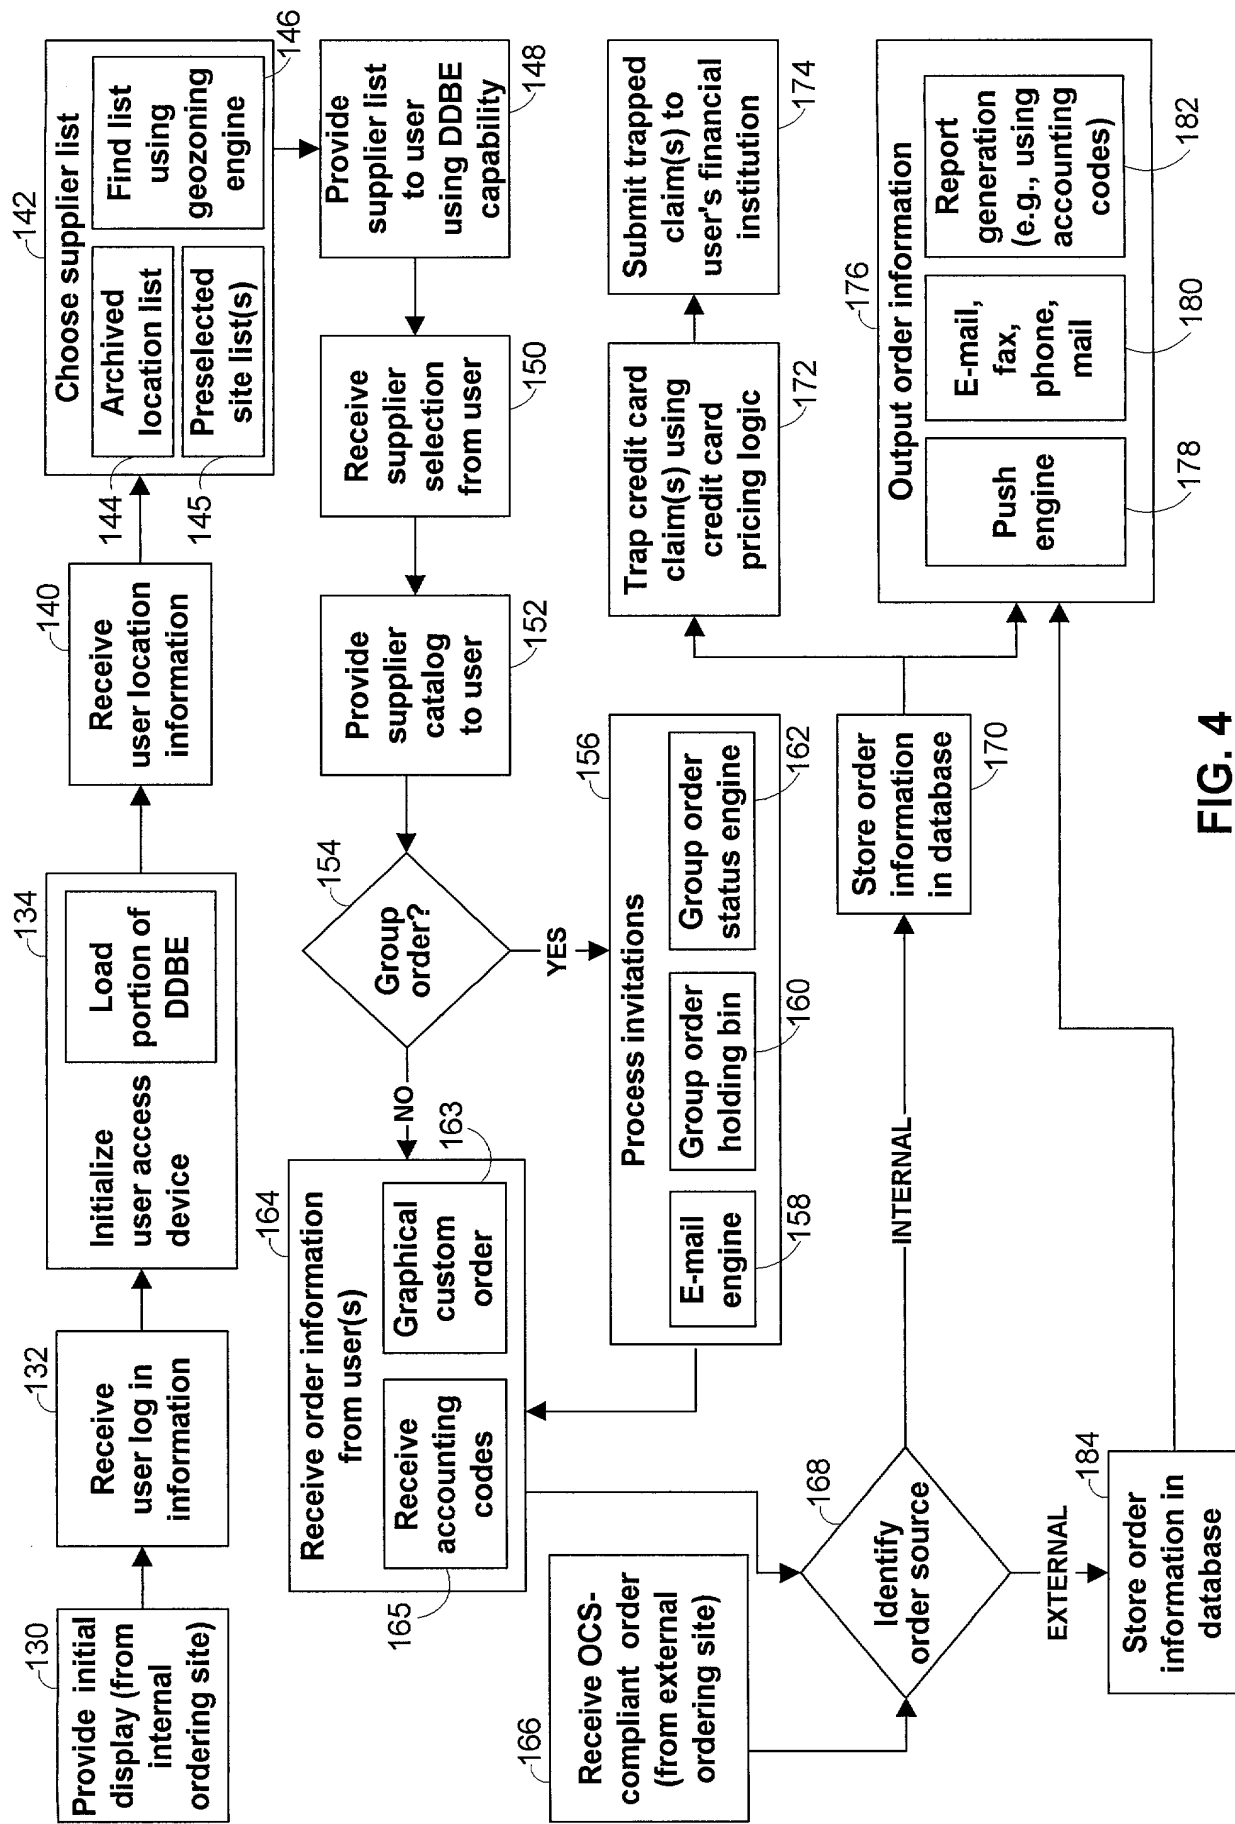 130
Provide initial
display (from
internal
ordering site)
132
Receive
user log in
information
134
Initialize
user access
device
Load
portion of
DDBE
140
Receive
user location
information
142
Choose supplier list
Archived
location list
144
Preselected
site list(s)
145
Find list
using
geozoning
engine
146
Provide
supplier list
to user
using DDBE
capability
148
Receive
supplier
selection
from user
150
Provide
supplier
catalog
to user
152
Group
order?
154
NO
YES
164
Receive order information
from user(s)
Receive
accounting
codes
165
Graphical
custom
order
163
156
Process invitations
E-mail
engine
158
Group order
holding bin
160
Group order
status engine
162
166
Receive OCS-
compliant order
(from external
ordering site)
168
Identify
order source
INTERNAL
EXTERNAL
Store order
information
in database
170
Trap credit card
claim(s) using
credit card
pricing logic
172
Submit trapped
claim(s) to
user's financial
institution
174
176
Output order information
Push
engine
178
E-mail,
fax,
phone,
mail
180
Report
generation
(e.g., using
accounting
codes)
182
184
Store order
information in
database
FIG. 4